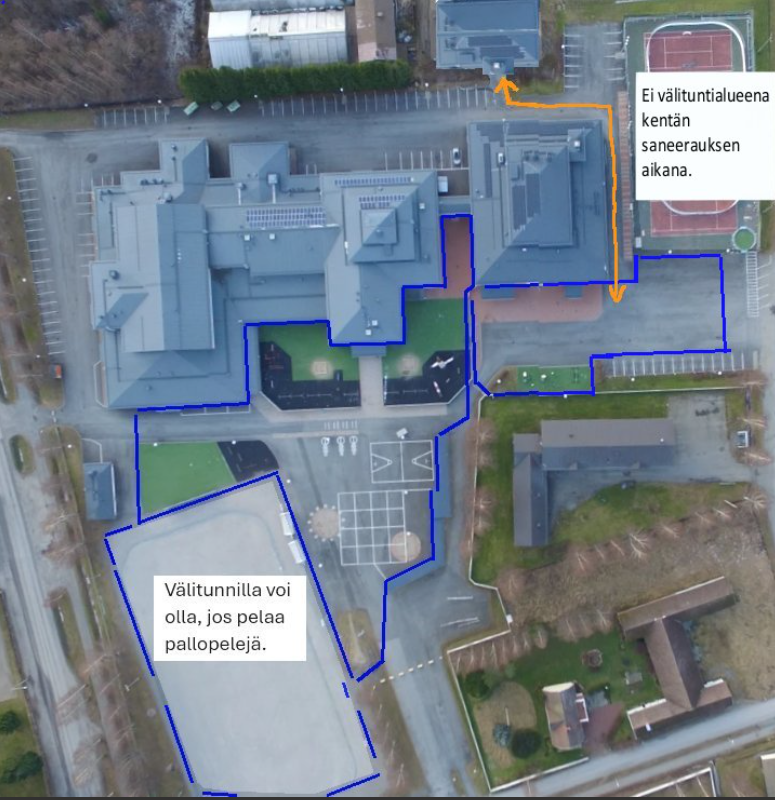 Ei välituntialueena
kentän
saneerauksen
aikana.
Välitunnilla voi
olla, jos pelaa
pallopelejä.